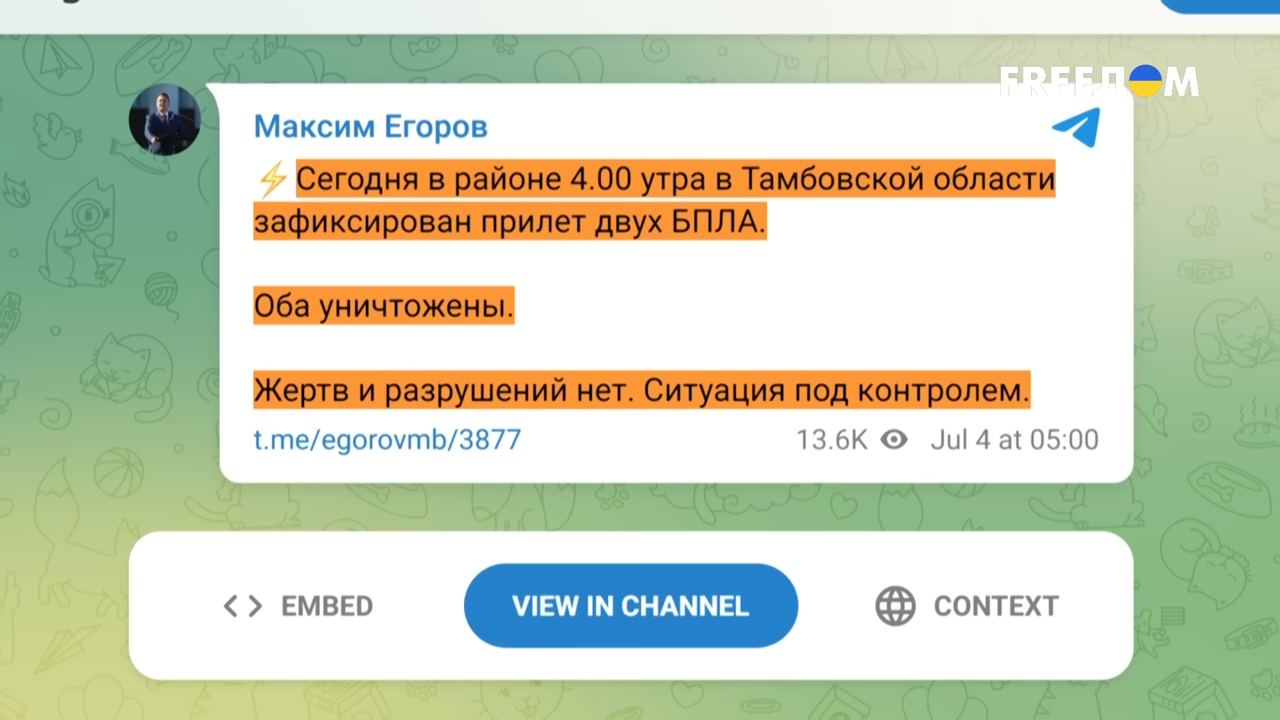 FREEДОМ
Максим Егоров
⚡Сегодня в районе 4.00 утра в Тамбовской области
зафиксирован прилет двух БПЛА.
Оба уничтожены.
Жертв и разрушений нет. Ситуация под контролем.
t.me/egorovmb/3877 13.6K Jul 4 at 05:00
EMBED VIEW IN CHANNEL CONTEXT